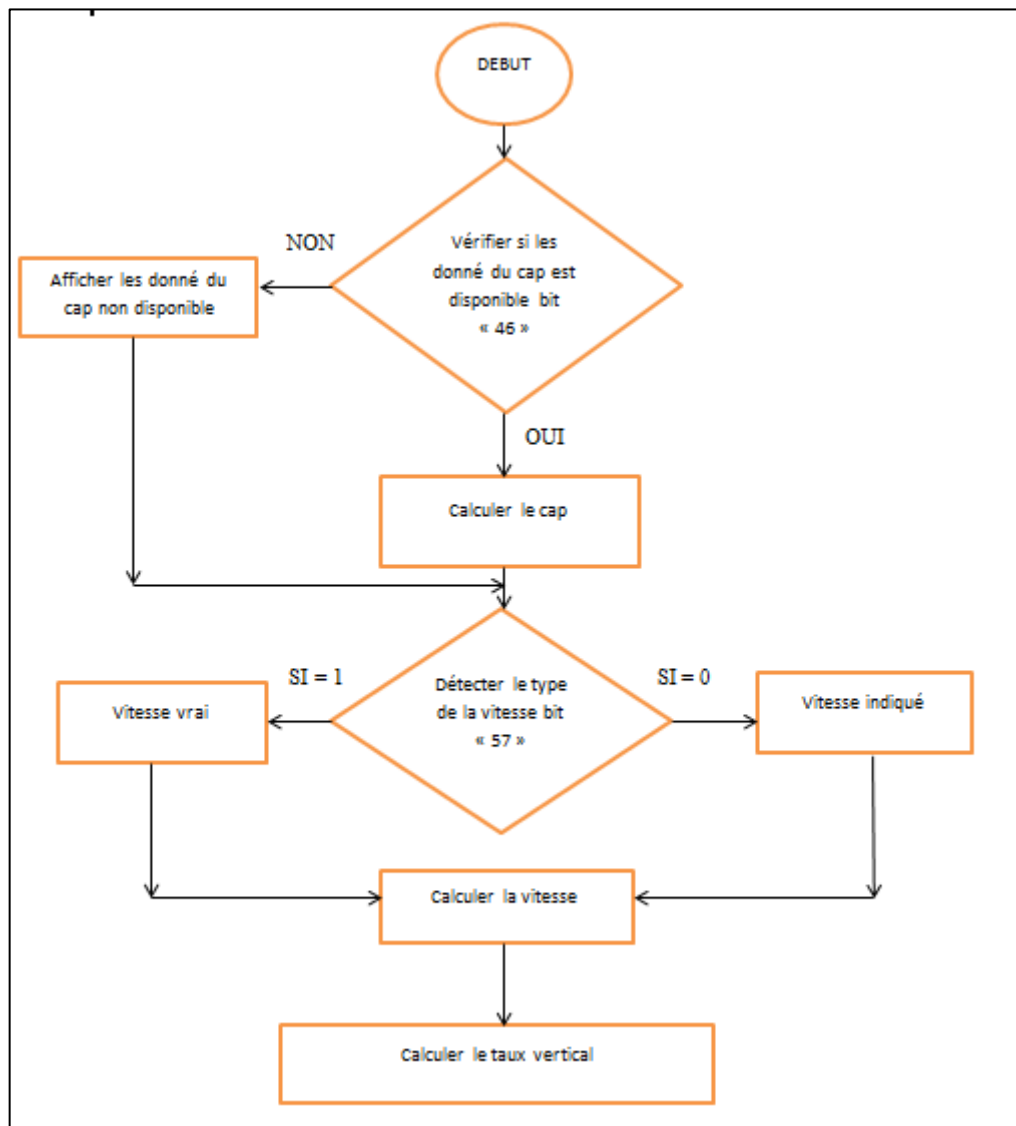 DEBUT
Vérifier si les
donné du cap est
disponible bit
« 46 »
NON
Afficher les donné du
cap non disponible
OUI
Calculer le cap
Détecter le type
de la vitesse bit
« 57 »
SI = 1
SI = 0
Vitesse vrai
Vitesse indiqué
Calculer la vitesse
Calculer le taux vertical